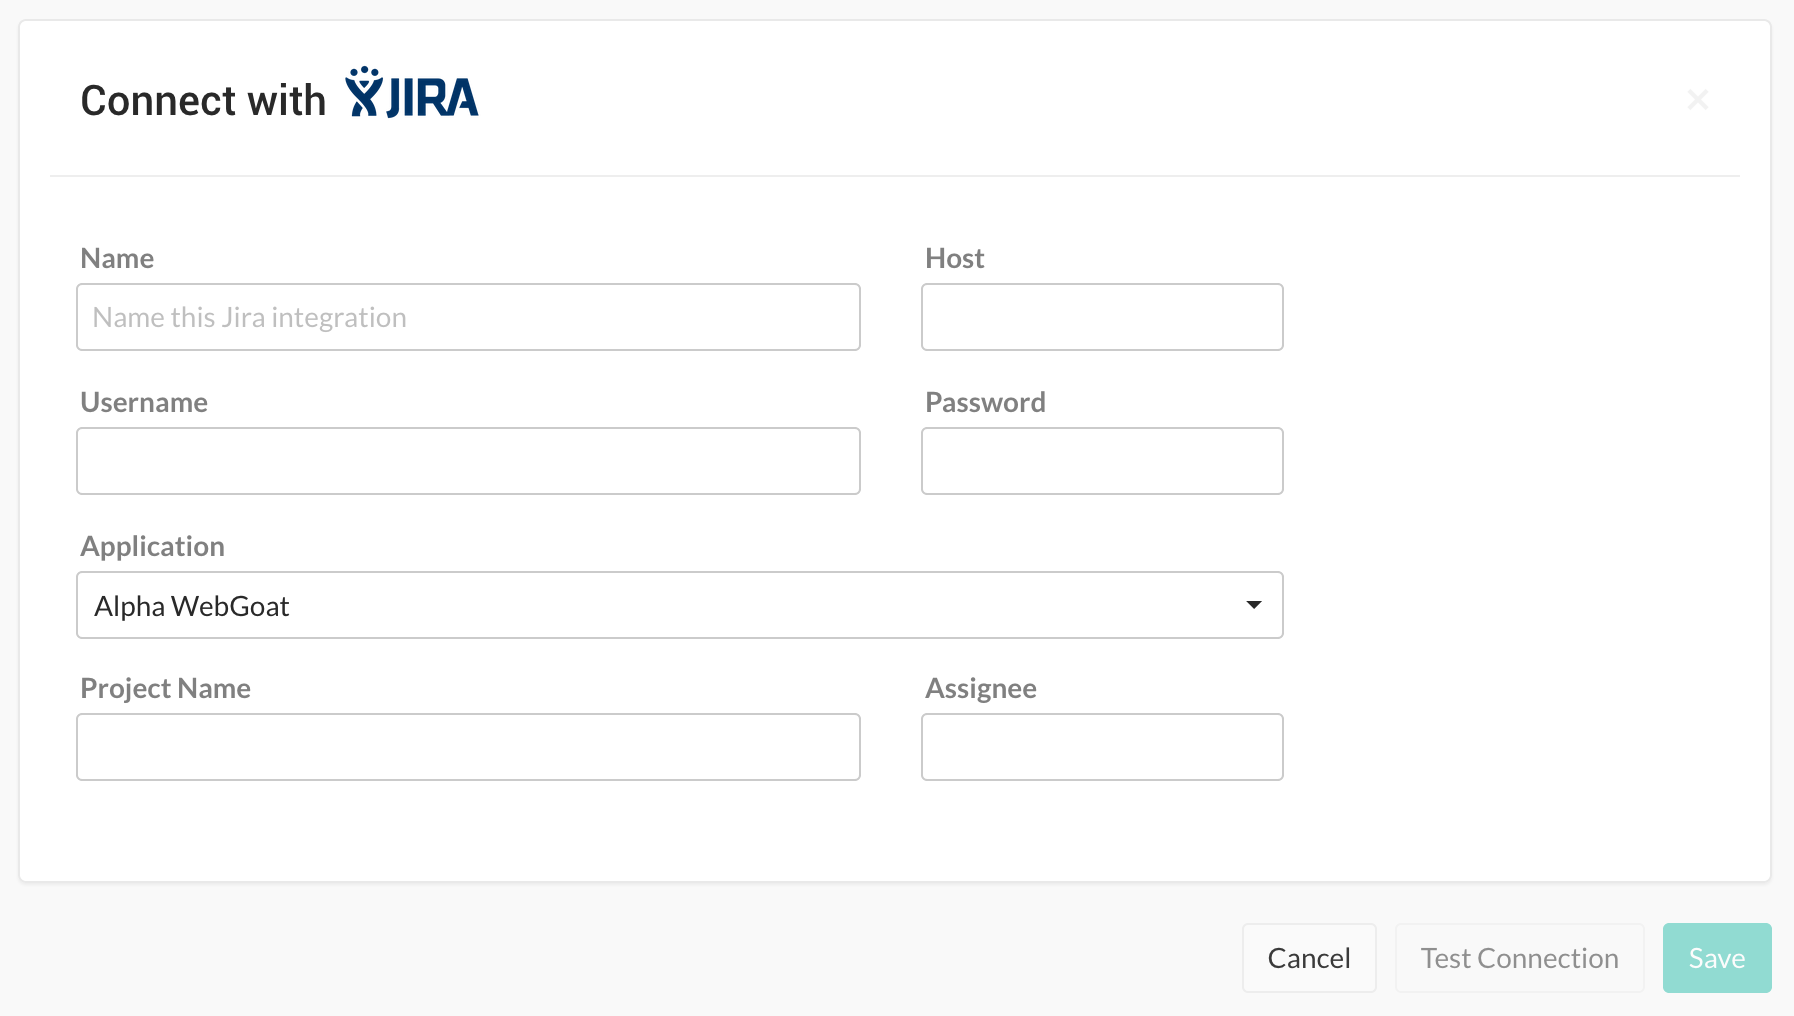 Connect with JIRA
Name
Host
Name this Jira integration
Username
Password
Application
Alpha WebGoat
Project Name
Assignee
Cancel
Test Connection
Save